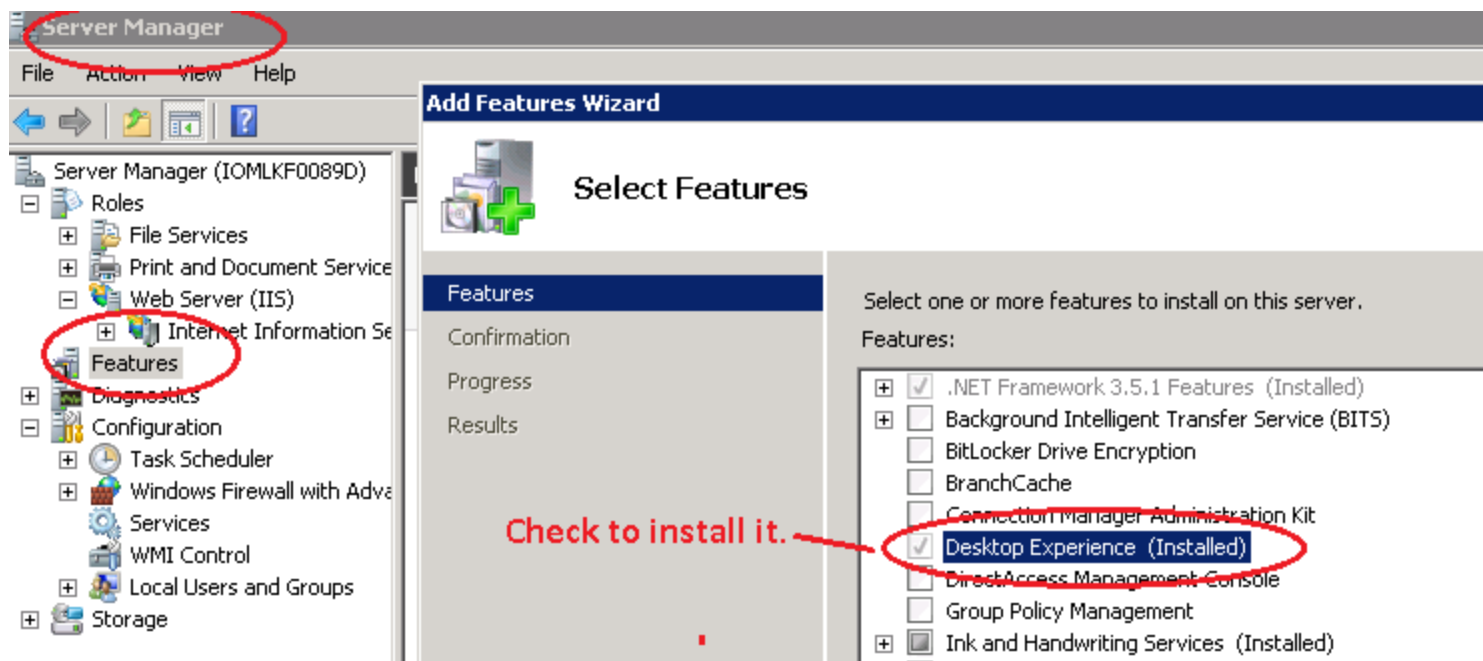 Server Manager
File Action View Help
Add Features Wizard
Server Manager (IOMLKF0089D)
Roles
File Services
Print and Document Service
Web Server (IIS)
Internet Information Se
Features
Diagnostics
Configuration
Task Scheduler
Windows Firewall with Adva
Services
WMI Control
Local Users and Groups
Storage
Select Features
Features
Confirmation
Progress
Results
Select one or more features to install on this server.
Features:
.NET Framework 3.5.1 Features (Installed)
Background Intelligent Transfer Service (BITS)
BitLocker Drive Encryption
BranchCache
Connection Manager Administration Kit
Check to install it.
Desktop Experience (Installed)
DirectAccess Management Console
Group Policy Management
Ink and Handwriting Services (Installed)